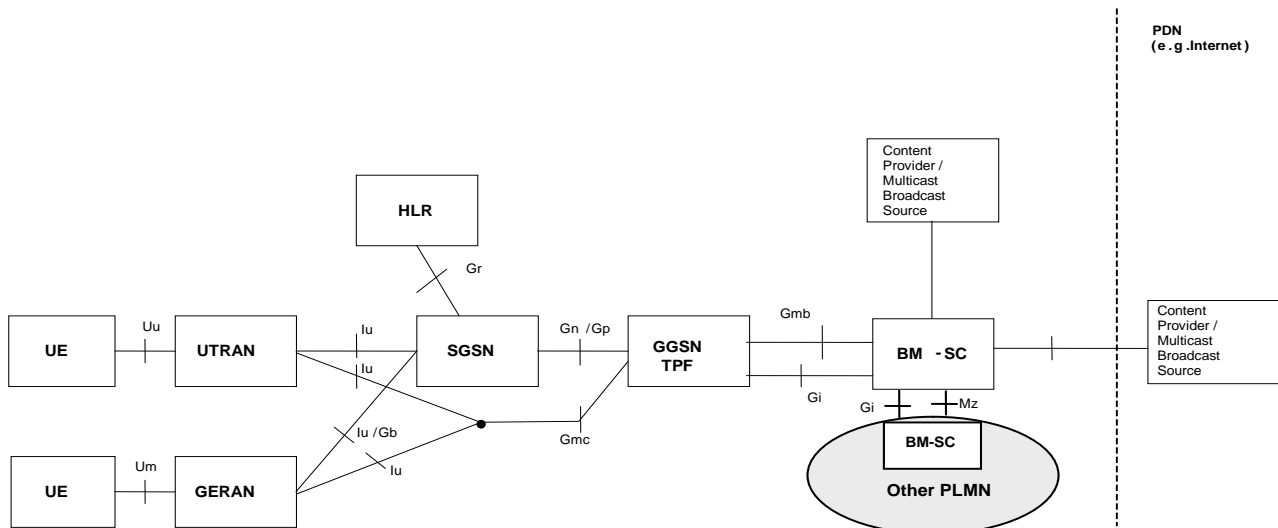 PDN
(e.g.Internet)
Content
Provider /
Multicast
Broadcast
Source
HLR
Gr
Uu
Iu
Gn /Gp
Gmb
UE
UTRAN
SGSN
GGSN
TPF
BM - SC
Content
Provider /
Multicast
Broadcast
Source
Iu
Gi
Gi
Mz
Iu /Gb
Gmc
BM-SC
Um
Iu
UE
GERAN
Other PLMN